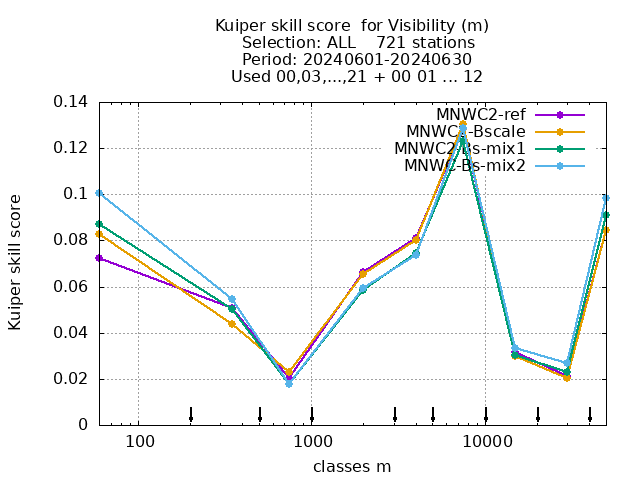 Kuiper skill score  for Visibility (m)
Selection: ALL    721 stations
Period: 20240601-20240630
Used 00,03,...,21 + 00 01 ... 12
MNWC2-ref
MNWC2-Bscale
MNWC2-Bs-mix1
MNWC-Bs-mix2
0.14
0.12
0.1
0.08
0.06
0.04
0.02
0
Kuiper skill score
100
1000
10000
classes m